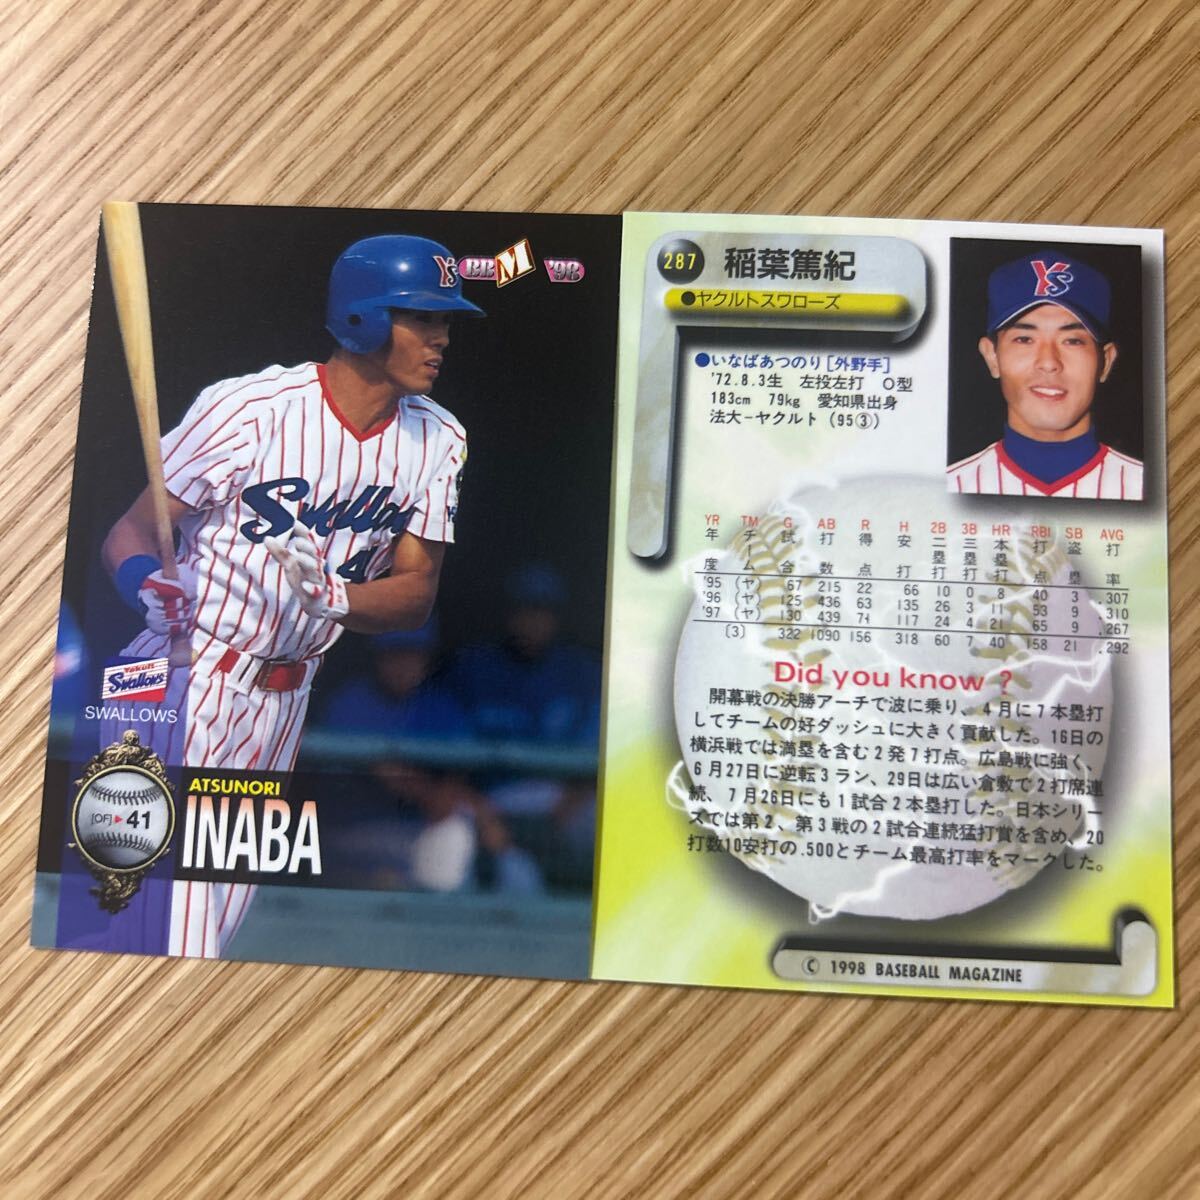 Y's
BBM '98
Swallows
4
Yakult
Swallows
SWALLOWS
ATSUNORI
INABA
[OF]▶41
287 稲葉篤紀
●ヤクルトスワローズ
YS
●いなばあつのり[外野手]
'72.8.3生 左投左打 O型
183cm 79kg 愛知県出身
法大−ヤクルト (95③)
YR TM G AB R H 2B 3B HR RBI SB AVG
年度 チーム 試合 打数 得点 安打 二塁打 三塁打 本塁打 打点 盗塁 打率
'95 (ヤ) 67 215 22 66 10 0 8 40 3 .307
'96 (ヤ) 125 436 63 135 26 3 11 53 9 .310
'97 (ヤ) 130 439 71 117 24 4 21 65 9 .267
(3) 322 1090 156 318 60 7 40 158 21 .292
Did you know ?
開幕戦の決勝アーチで波に乗り、4月に7本塁打
してチームの好ダッシュに大きく貢献した。16日の
横浜戦では満塁を含む2発7打点。広島戦に強く、
6月27日に逆転3ラン、29日は広い倉敷で2打席連
続、7月26日にも1試合2本塁打した。日本シリー
ズでは第2、第3戦の2試合連続猛打賞を含め、20
打数10安打の.500とチーム最高打率をマークした。
© 1998 BASEBALL MAGAZINE